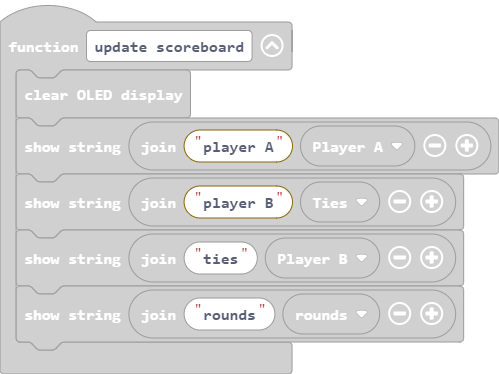 function update scoreboard
clear OLED display
show string join "player A" Player A
show string join "player B" Ties
show string join "ties" Player B
show string join "rounds" rounds